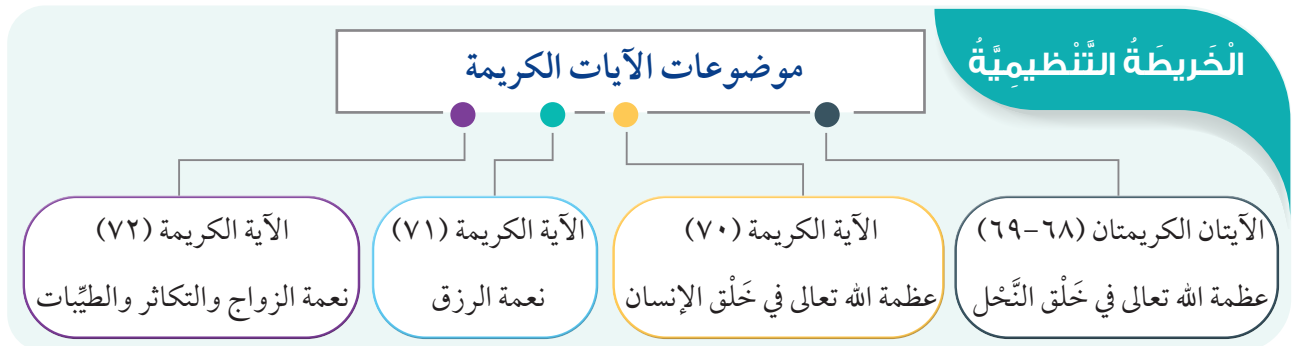 الْخَرِيطَةُ التَّنْظِيمِيَّةُ
موضوعات الآيات الكريمة
الآيتان الكريمتان (٦٨-٦٩)
عظمة الله تعالى في خَلْق النَّحْل
الآية الكريمة (٧٠)
عظمة الله تعالى في خَلْق الإنسان
الآية الكريمة (٧١)
نعمة الرزق
الآية الكريمة (٧٢)
نعمة الزواج والتكاثر والطيِّبات